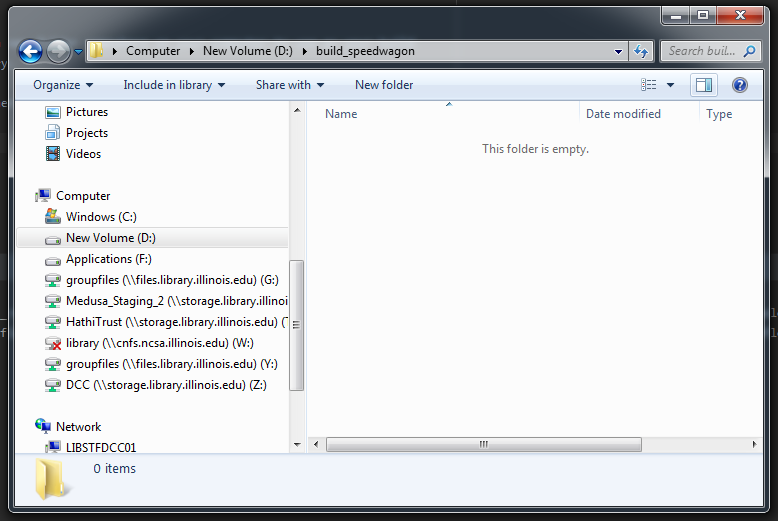 Computer New Volume (D:) build_speedwagon Search buil...
Organize Include in library Share with New folder
Name Date modified Type
This folder is empty.
Pictures
Projects
Videos
Computer
Windows (C:)
New Volume (D:)
Applications (F:)
groupfiles (\\files.library.illinois.edu) (G:)
Medusa_Staging_2 (\\storage.library.illinoi
HathiTrust (\\storage.library.illinois.edu) (
library (\\cnfs.ncsa.illinois.edu) (W:)
groupfiles (\\files.library.illinois.edu) (Y:)
DCC (\\storage.library.illinois.edu) (Z:)
Network
LIBSTFDCC01
0 items